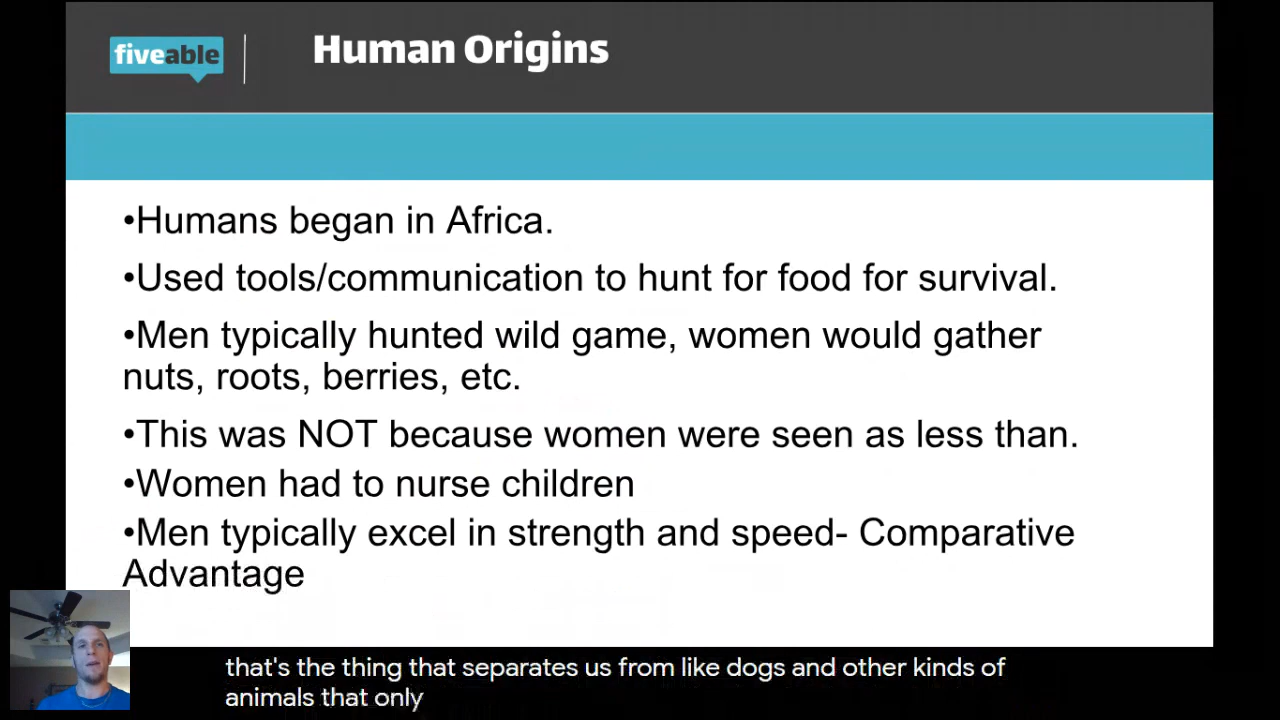 fiveable
Human Origins
•Humans began in Africa.
•Used tools/communication to hunt for food for survival.
•Men typically hunted wild game, women would gather
nuts, roots, berries, etc.
•This was NOT because women were seen as less than.
•Women had to nurse children
•Men typically excel in strength and speed- Comparative
Advantage
that's the thing that separates us from like dogs and other kinds of
animals that only